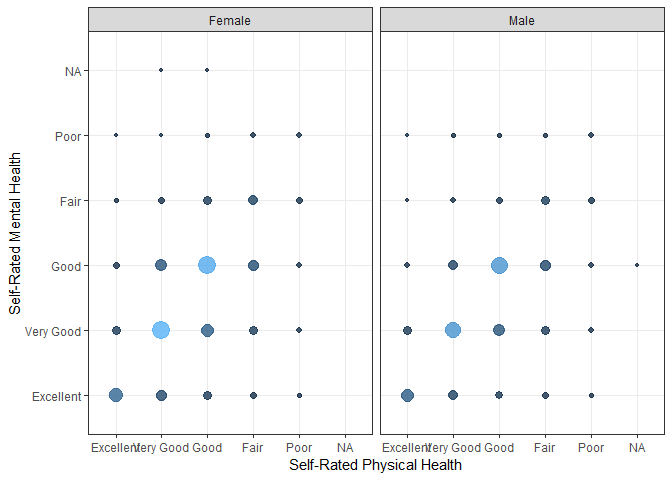 Female Male
Self-Rated Mental Health
NA
Poor
Fair
Good
Very Good
Excellent
Excellent Very Good Good Fair Poor NA Excellent Very Good Good Fair Poor NA
Self-Rated Physical Health